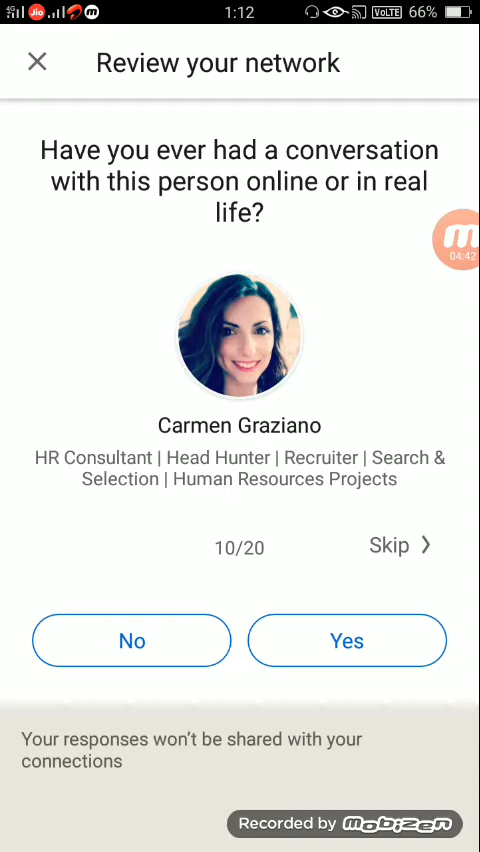 4G Jio 1:12 VoLTE 66%
Review your network
Have you ever had a conversation
with this person online or in real
life?
04:42
Carmen Graziano
HR Consultant | Head Hunter | Recruiter | Search &
Selection | Human Resources Projects
10/20 Skip
No Yes
Your responses won't be shared with your
connections
Recorded by mobizen